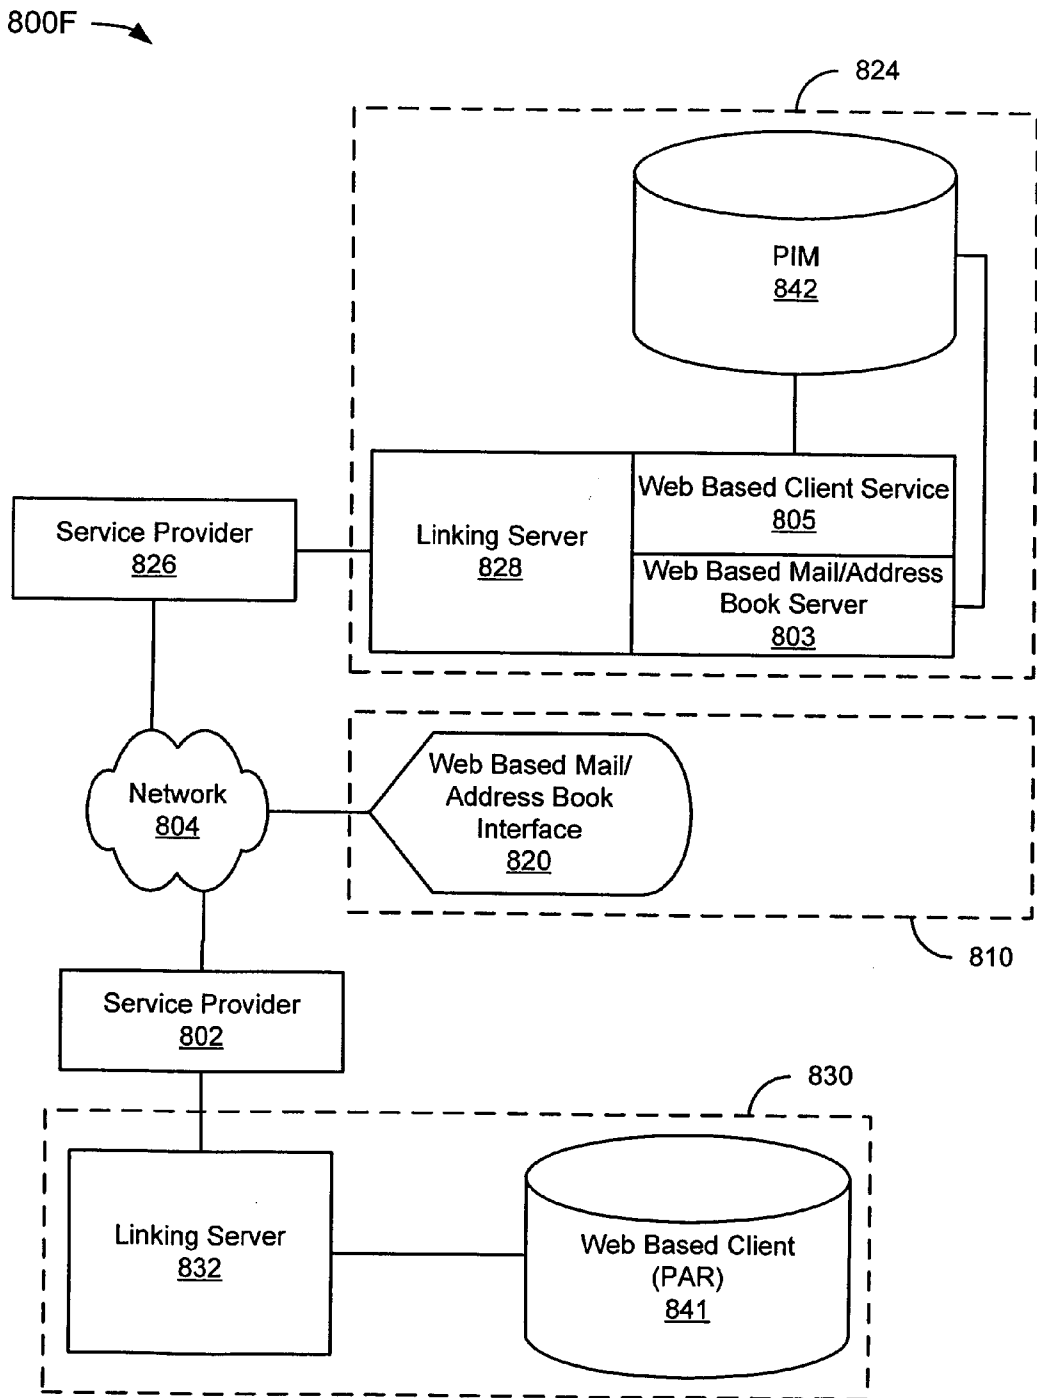 800F
824
PIM
842
Web Based Client Service
805
Linking Server
828
Web Based Mail/Address
Book Server
803
Service Provider
826
Web Based Mail/
Address Book
Interface
820
Network
804
810
Service Provider
802
830
Linking Server
832
Web Based Client
(PAR)
841